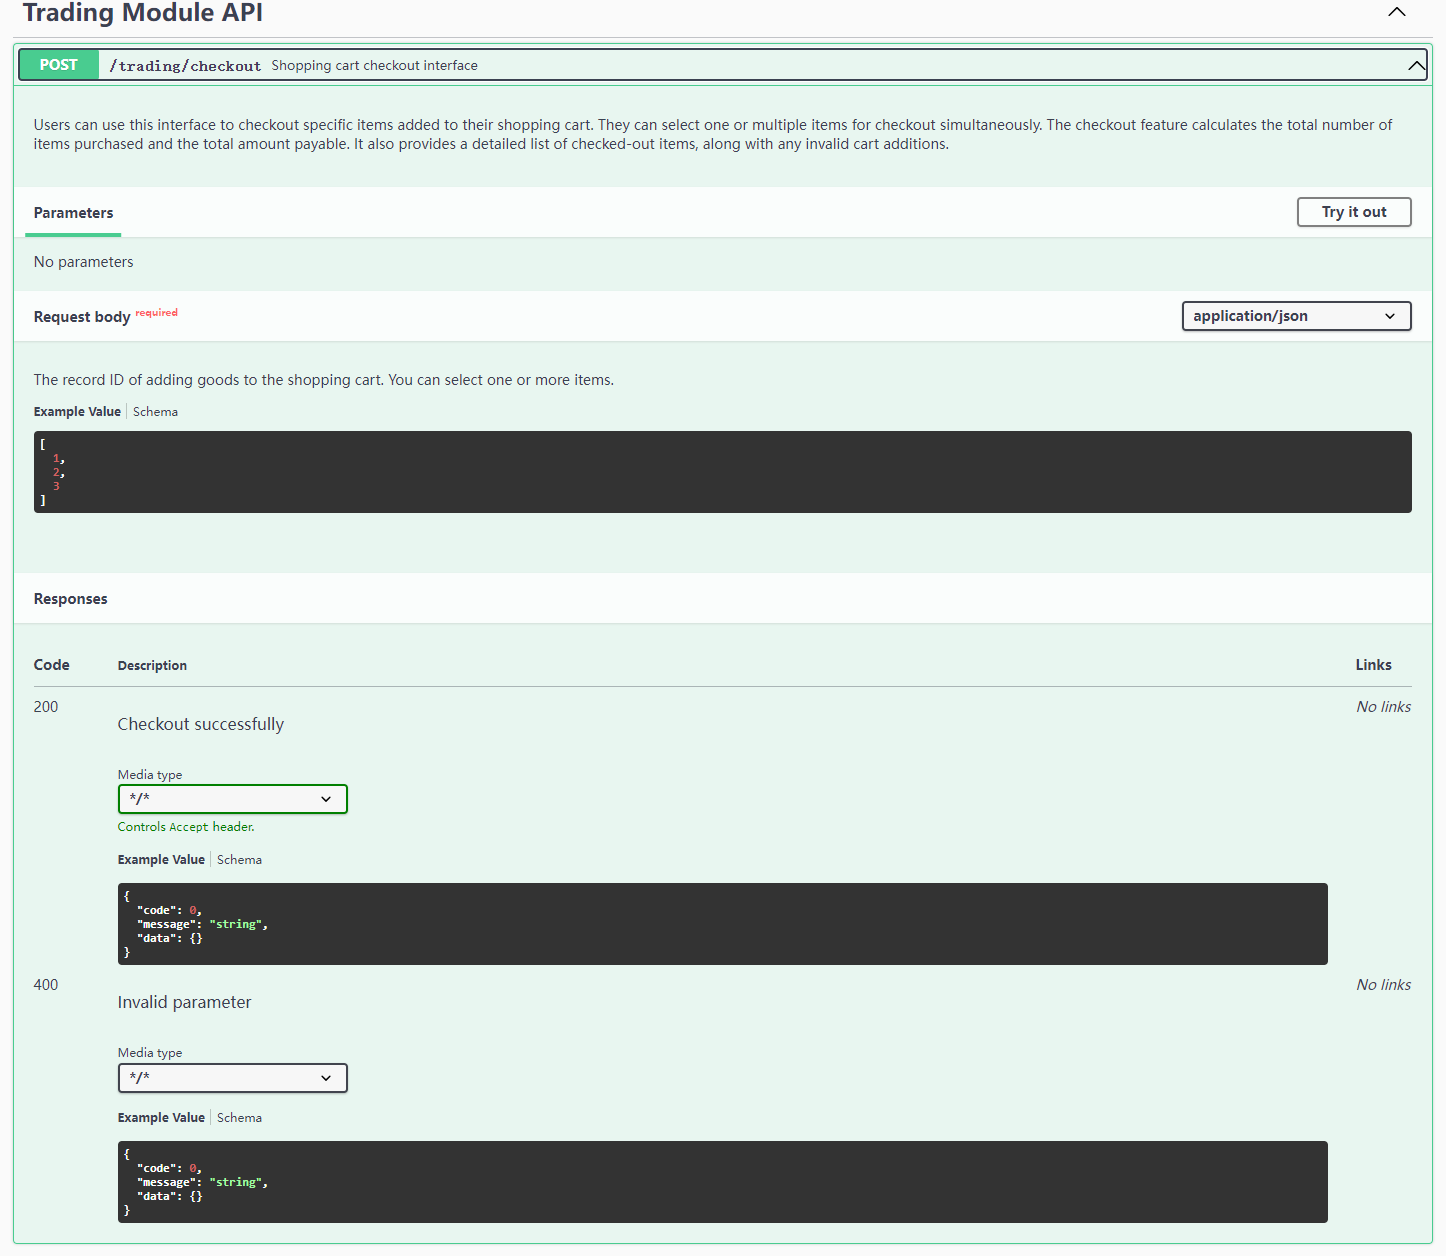 Trading Module API
POST /trading/checkout Shopping cart checkout interface
Users can use this interface to checkout specific items added to their shopping cart. They can select one or multiple items for checkout simultaneously. The checkout feature calculates the total number of
items purchased and the total amount payable. It also provides a detailed list of checked-out items, along with any invalid cart additions.
Parameters Try it out
No parameters
Request body required application/json
The record ID of adding goods to the shopping cart. You can select one or more items.
Example Value Schema
[
1,
2,
3
]
Responses
Code Description Links
200 No links
Checkout successfully
Media type
*/*
Controls Accept header.
Example Value Schema
{
"code": 0,
"message": "string",
"data": {}
}
400 No links
Invalid parameter
Media type
*/*
Example Value Schema
{
"code": 0,
"message": "string",
"data": {}
}